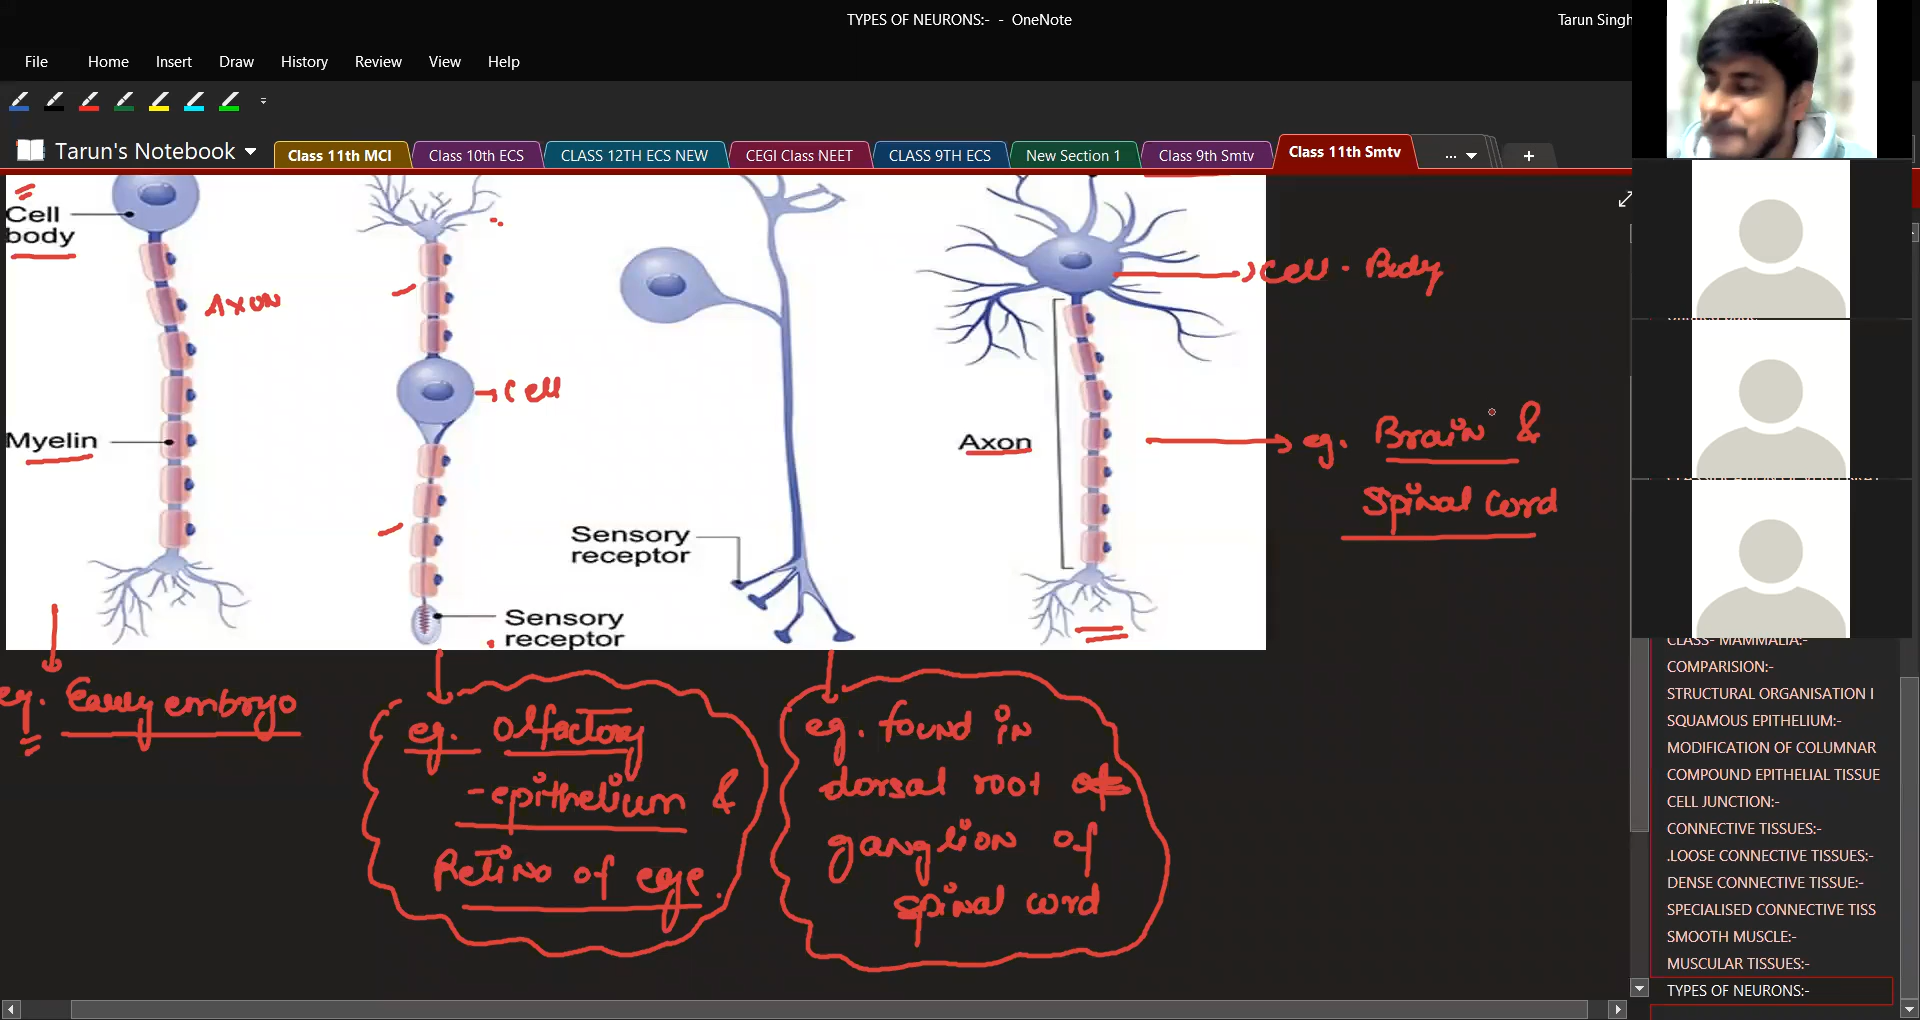 TYPES OF NEURONS:- - OneNote
Tarun Singh
File Home Insert Draw History Review View Help
Tarun's Notebook
Class 11th MCI
Class 10th ECS
CLASS 12TH ECS NEW
CEGI Class NEET
CLASS 9TH ECS
New Section 1
Class 9th Smtv
Class 11th Smtv
...
+
Cell
body
Axon
Myelin
Cell
Sensory
receptor
Sensory
receptor
Axon
Cell - Body
eg. Brain &
Spinal Cord
eg. Early embryo
eg. Olfactory
- epithelium &
Retina of eye.
eg. found in
dorsal root
ganglion of
spinal cord
CLASS- MAMMALIA:-
COMPARISION:-
STRUCTURAL ORGANISATION I
SQUAMOUS EPITHELIUM:-
MODIFICATION OF COLUMNAR
COMPOUND EPITHELIAL TISSUE
CELL JUNCTION:-
CONNECTIVE TISSUES:-
.LOOSE CONNECTIVE TISSUES:-
DENSE CONNECTIVE TISSUE:-
SPECIALISED CONNECTIVE TISS
SMOOTH MUSCLE:-
MUSCULAR TISSUES:-
TYPES OF NEURONS:-